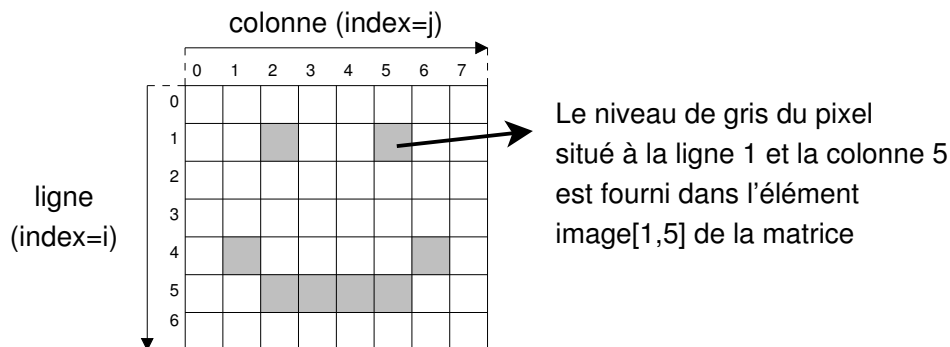 colonne (index=j)
0 1 2 3 4 5 6 7
0
1
2
3
4
5
6
ligne
(index=i)
Le niveau de gris du pixel
situé à la ligne 1 et la colonne 5
est fourni dans l'élément
image[1,5] de la matrice